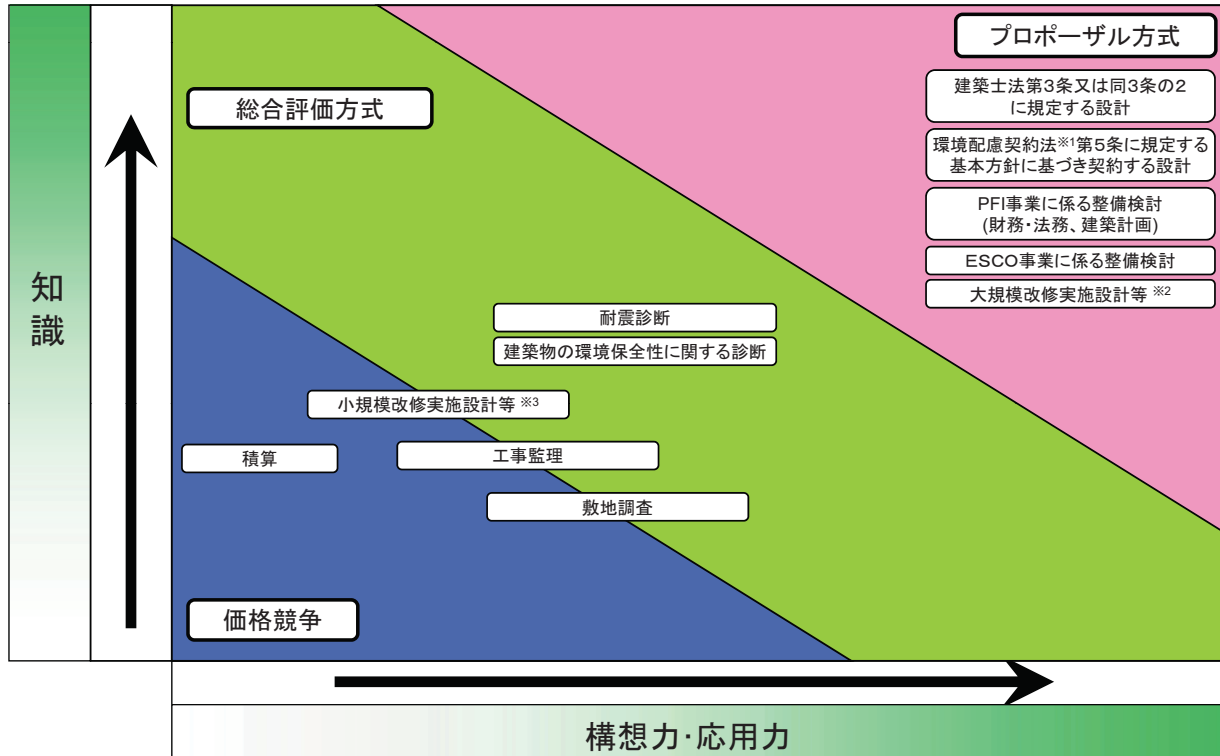 プロポーザル方式
建築士法第3条又は同3条の2
に規定する設計
総合評価方式
環境配慮契約法※1第5条に規定する
基本方針に基づき契約する設計
PFI事業に係る整備検討
(財務・法務、建築計画)
ESCO事業に係る整備検討
大規模改修実施設計等 ※2
知識
耐震診断
建築物の環境保全性に関する診断
小規模改修実施設計等 ※3
積算
工事監理
敷地調査
価格競争
構想力・応用力